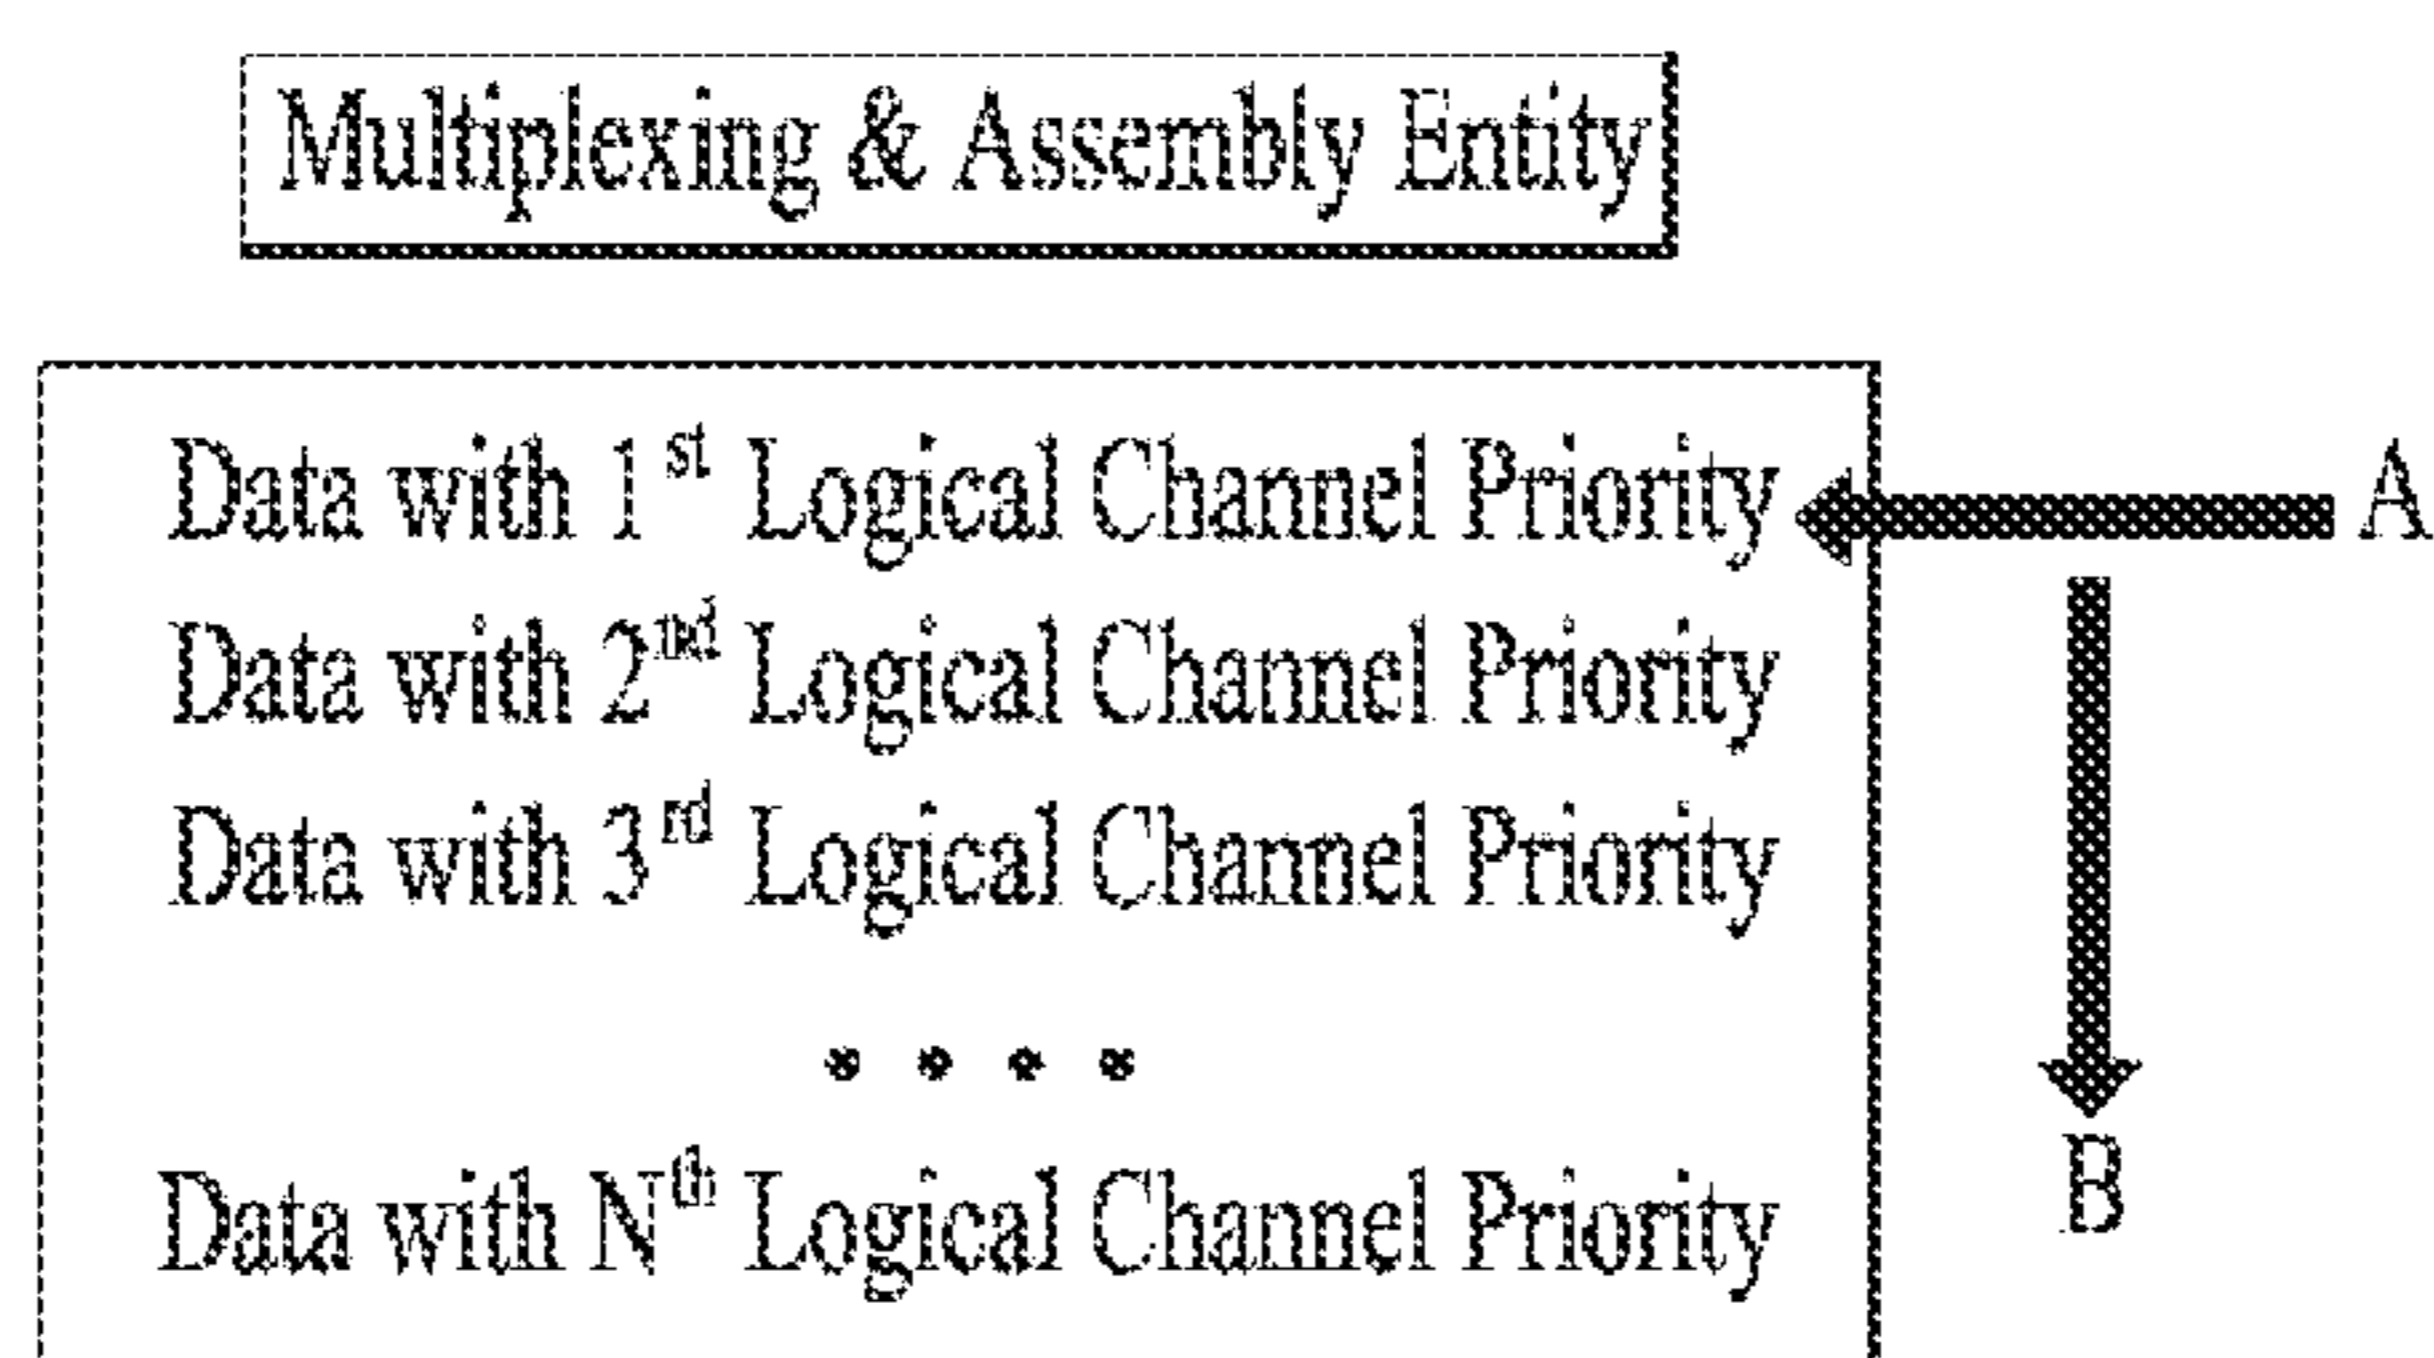 Multiplexing & Assembly Entity
Data with 1st Logical Channel Priority
A
Data with 2nd Logical Channel Priority
Data with 3rd Logical Channel Priority
• • • •
Data with Nth Logical Channel Priority
B